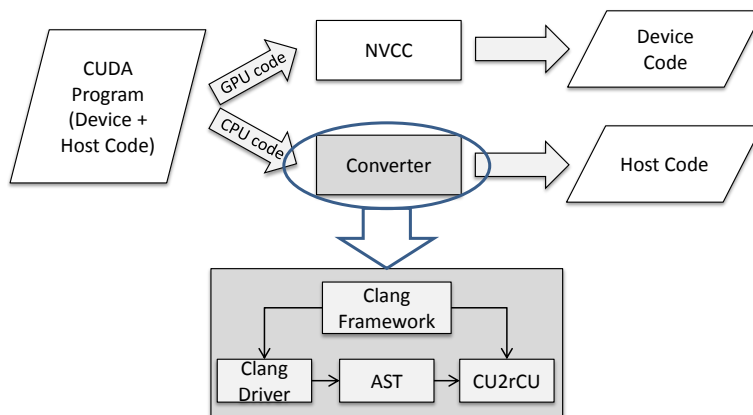 CUDA
Program
(Device +
Host Code)
GPU code
CPU code
NVCC
Device
Code
Converter
Host Code
Clang
Framework
Clang
Driver
AST
CU2rCU